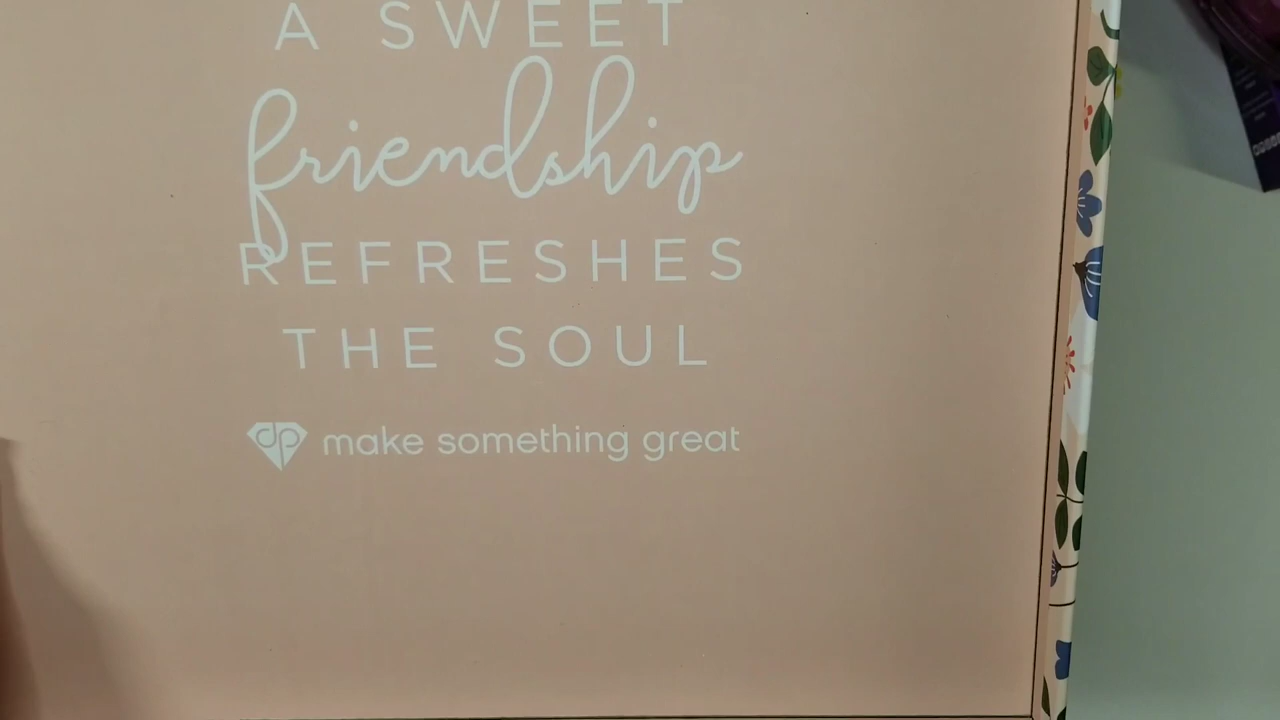 A SWEET
friendship
REFRESHES
THE SOUL
dp make something great